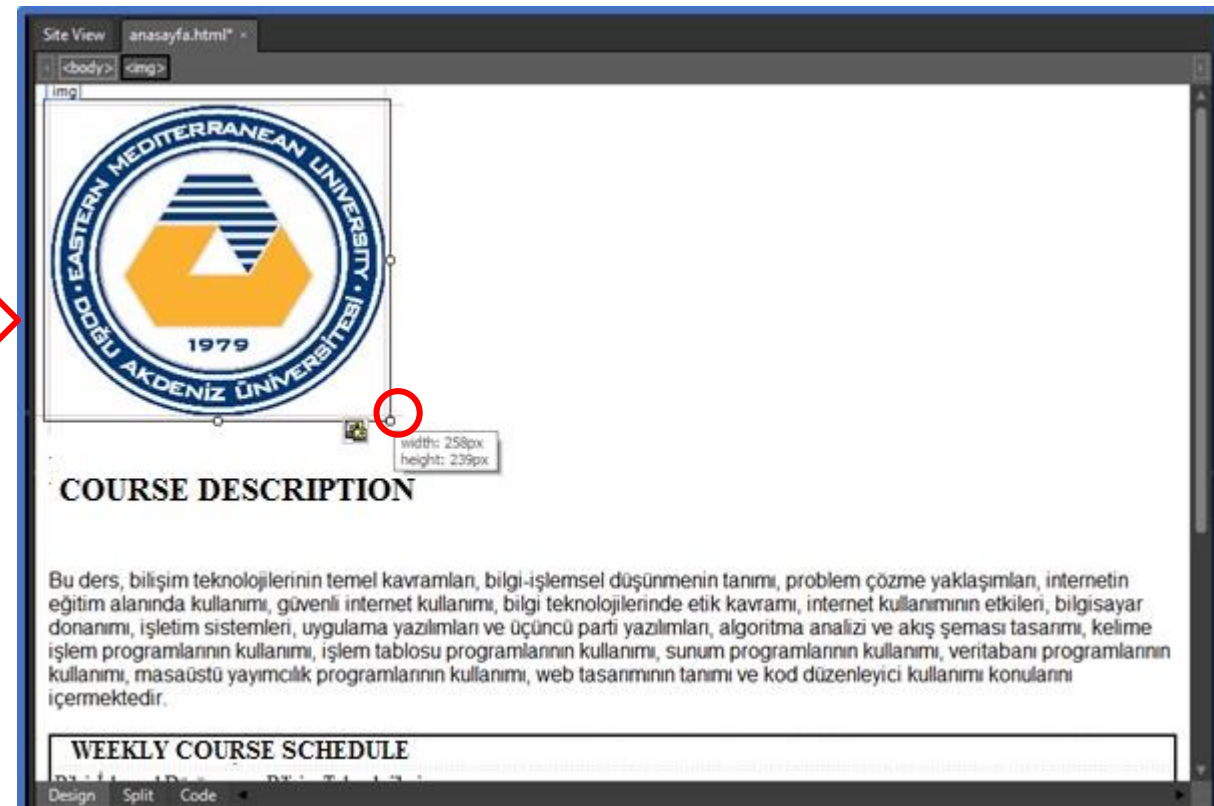 Site View anasayfa.html* ×
<body> <img>
img
• EASTERN MEDITERRANEAN UNIVERSITY •
1979
DOĞU AKDENİZ ÜNİVERSİTESİ
width: 258px
height: 239px
COURSE DESCRIPTION
Bu ders, bilişim teknolojilerinin temel kavramları, bilgi-işlemsel düşünmenin tanımı, problem çözme yaklaşımları, internetin
eğitim alanında kullanımı, güvenli internet kullanımı, bilgi teknolojilerinde etik kavramı, internet kullanımının etkileri, bilgisayar
donanımı, işletim sistemleri, uygulama yazılımları ve üçüncü parti yazılımları, algoritma analizi ve akış şeması tasarımı, kelime
işlem programlarının kullanımı, işlem tablosu programlarının kullanımı, sunum programlarının kullanımı, veritabanı programlarının
kullanımı, masaüstü yayımcılık programlarının kullanımı, web tasarımının tanımı ve kod düzenleyici kullanımı konularını
içermektedir.
WEEKLY COURSE SCHEDULE
Design Split Code